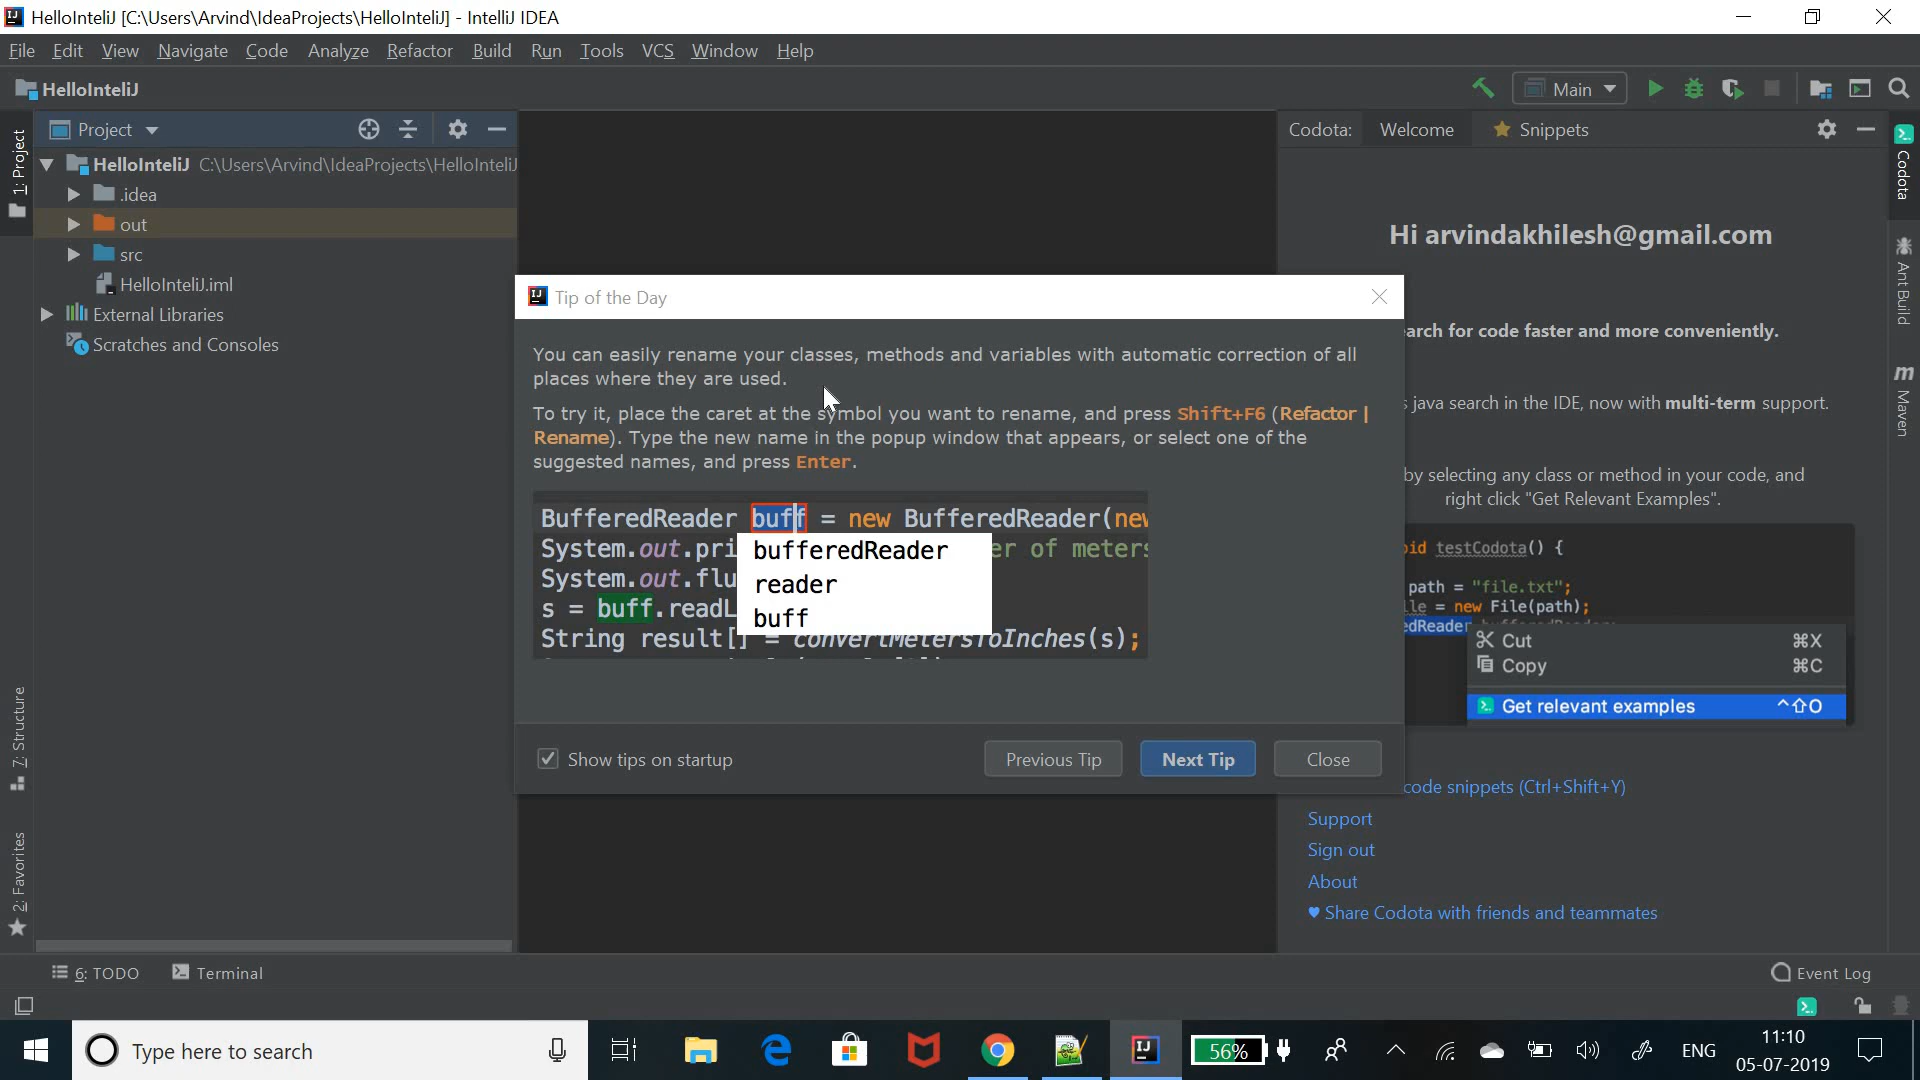 HelloInteliJ [C:\Users\Arvind\IdeaProjects\HelloInteliJ] - IntelliJ IDEA
File Edit View Navigate Code Analyze Refactor Build Run Tools VCS Window Help
HelloInteliJ
Main
1: Project
Project
HelloInteliJ C:\Users\Arvind\IdeaProjects\HelloInteliJ
.idea
out
src
HelloInteliJ.iml
External Libraries
Scratches and Consoles
7: Structure
2: Favorites
Tip of the Day
You can easily rename your classes, methods and variables with automatic correction of all
places where they are used.
To try it, place the caret at the symbol you want to rename, and press Shift+F6 (Refactor |
Rename). Type the new name in the popup window that appears, or select one of the
suggested names, and press Enter.
BufferedReader buff = new BufferedReader(new
System.out.pri er of meters
System.out.flu
s = buff.readL
String result[] = convertMetersToInches(s);
bufferedReader
reader
buff
Show tips on startup
Previous Tip
Next Tip
Close
Codota: Welcome Snippets
Hi arvindakhilesh@gmail.com
arch for code faster and more conveniently.
s java search in the IDE, now with multi-term support.
by selecting any class or method in your code, and
right click "Get Relevant Examples".
oid testCodota() {
path = "file.txt";
le = new File(path);
edReader
Cut ⌘X
Copy ⌘C
Get relevant examples ^⇧O
code snippets (Ctrl+Shift+Y)
Support
Sign out
About
♥ Share Codota with friends and teammates
Codota
Ant Build
m Maven
6: TODO Terminal
Event Log
Type here to search
56%
ENG
11:10
05-07-2019